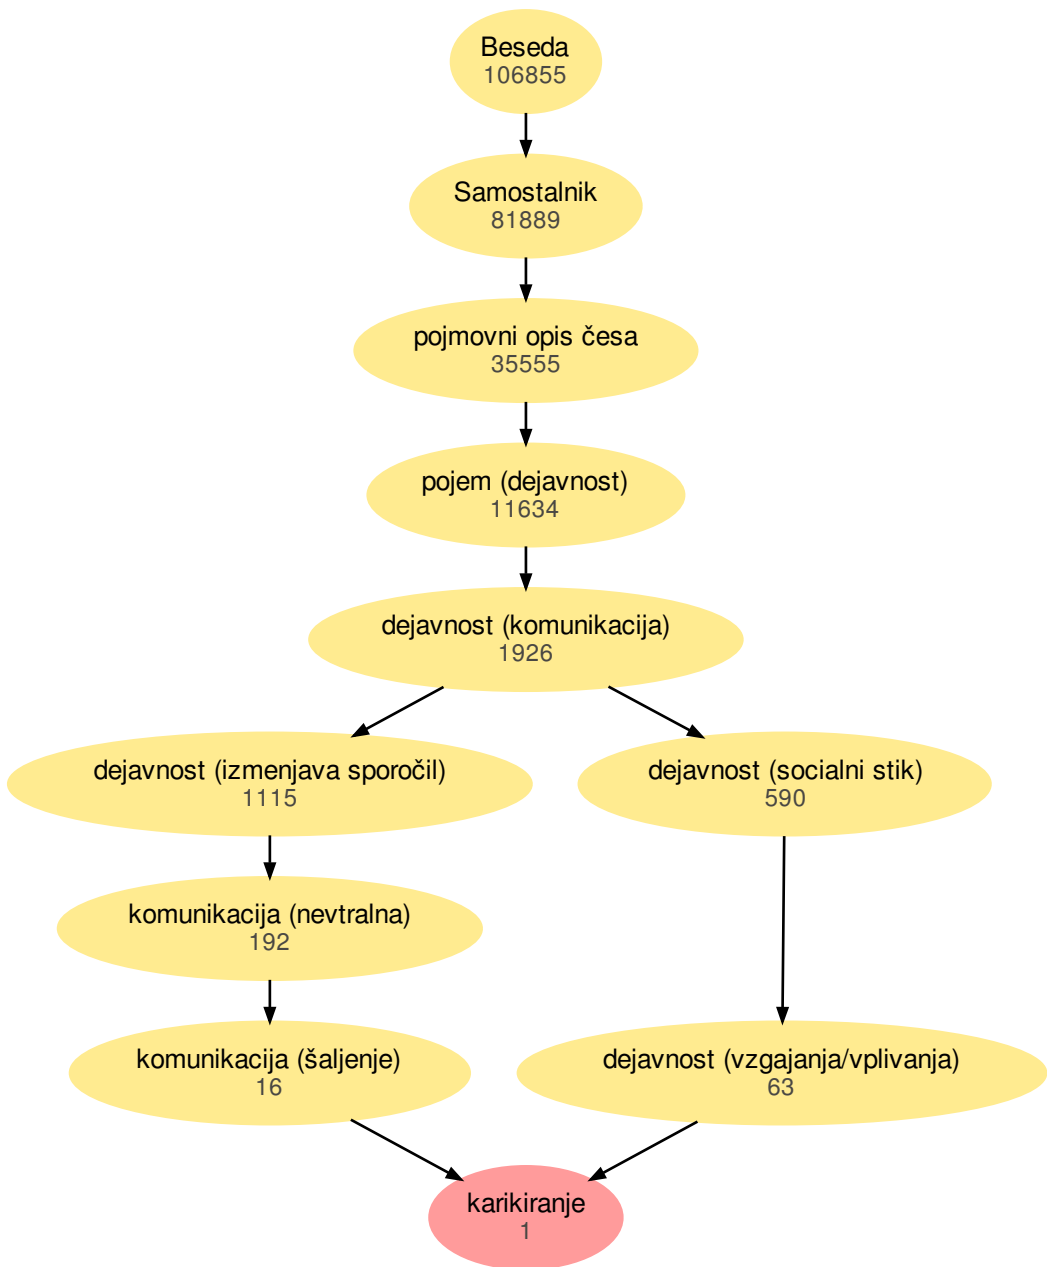 Beseda
106855
Samostalnik
81889
pojmovni opis česa
35555
pojem (dejavnost)
11634
dejavnost (komunikacija)
1926
dejavnost (izmenjava sporočil)
1115
dejavnost (socialni stik)
590
komunikacija (nevtralna)
192
komunikacija (šaljenje)
16
dejavnost (vzgajanja/vplivanja)
63
karikiranje
1